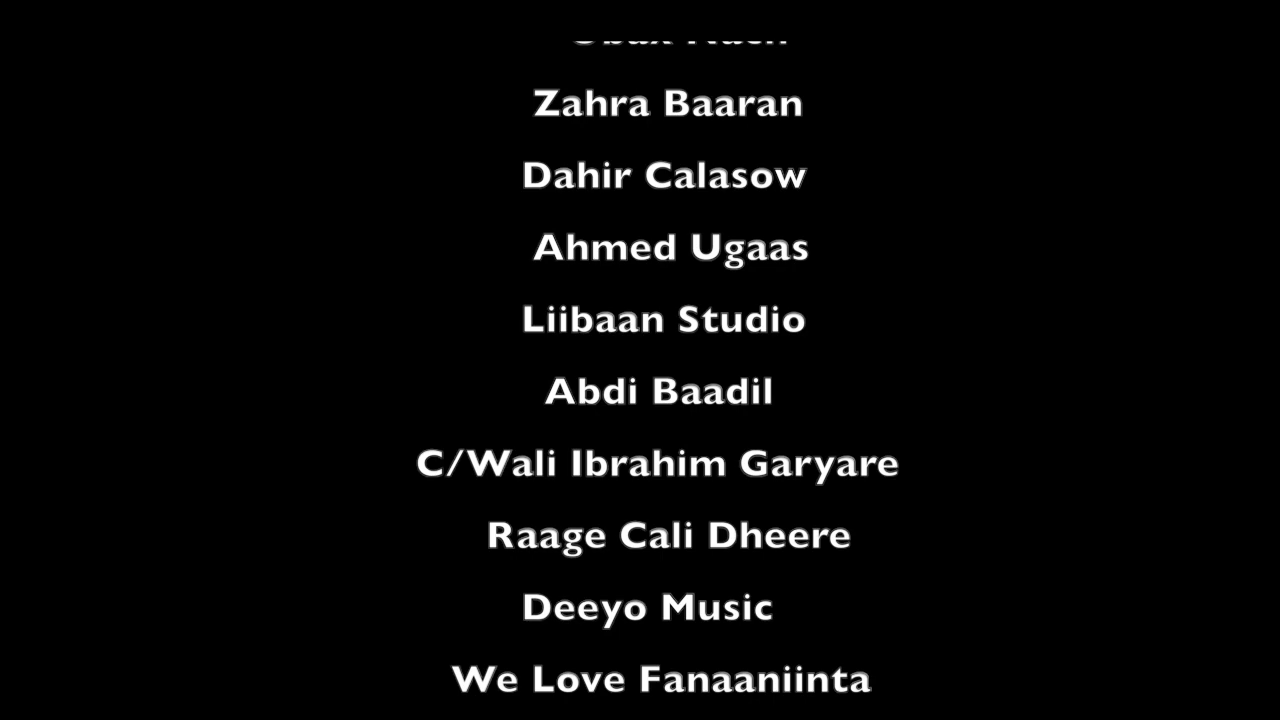 Zahra Baaran
Dahir Calasow
Ahmed Ugaas
Liibaan Studio
Abdi Baadil
C/Wali Ibrahim Garyare
Raage Cali Dheere
Deeyo Music
We Love Fanaaniinta